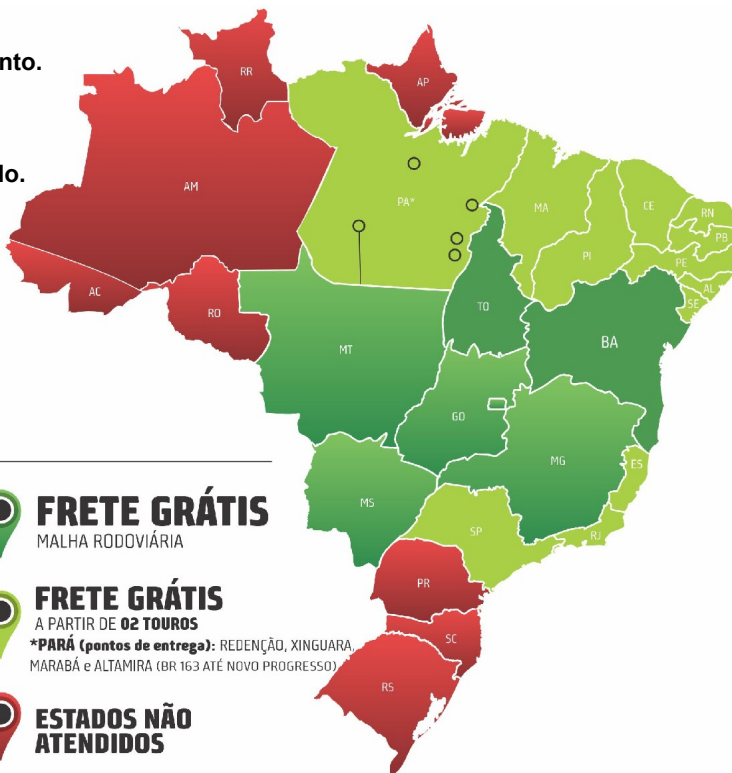 nto.
lo.
RR
AP
AM
PA*
MA
CE
RN
PB
PI
PE
AL
SE
AC
RO
TO
BA
MT
GO
MG
ES
MS
SP
RJ
PR
SC
RS
FRETE GRÁTIS
MALHA RODOVIÁRIA
FRETE GRÁTIS
A PARTIR DE 02 TOUROS
*PARÁ (pontos de entrega): REDENÇÃO, XINGUARA,
MARABÁ e ALTAMIRA (BR 163 ATÉ NOVO PROGRESSO)
ESTADOS NÃO
ATENDIDOS